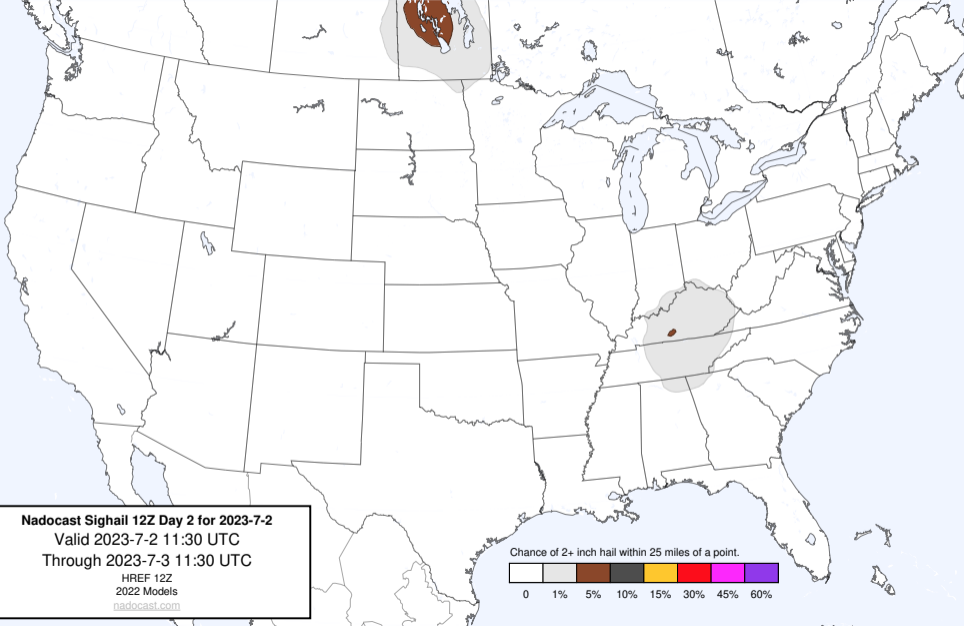 Nadocast Sighail 12Z Day 2 for 2023-7-2
Valid 2023-7-2 11:30 UTC
Through 2023-7-3 11:30 UTC
HREF 12Z
2022 Models
nadocast.com
Chance of 2+ inch hail within 25 miles of a point.
0 1% 5% 10% 15% 30% 45% 60%